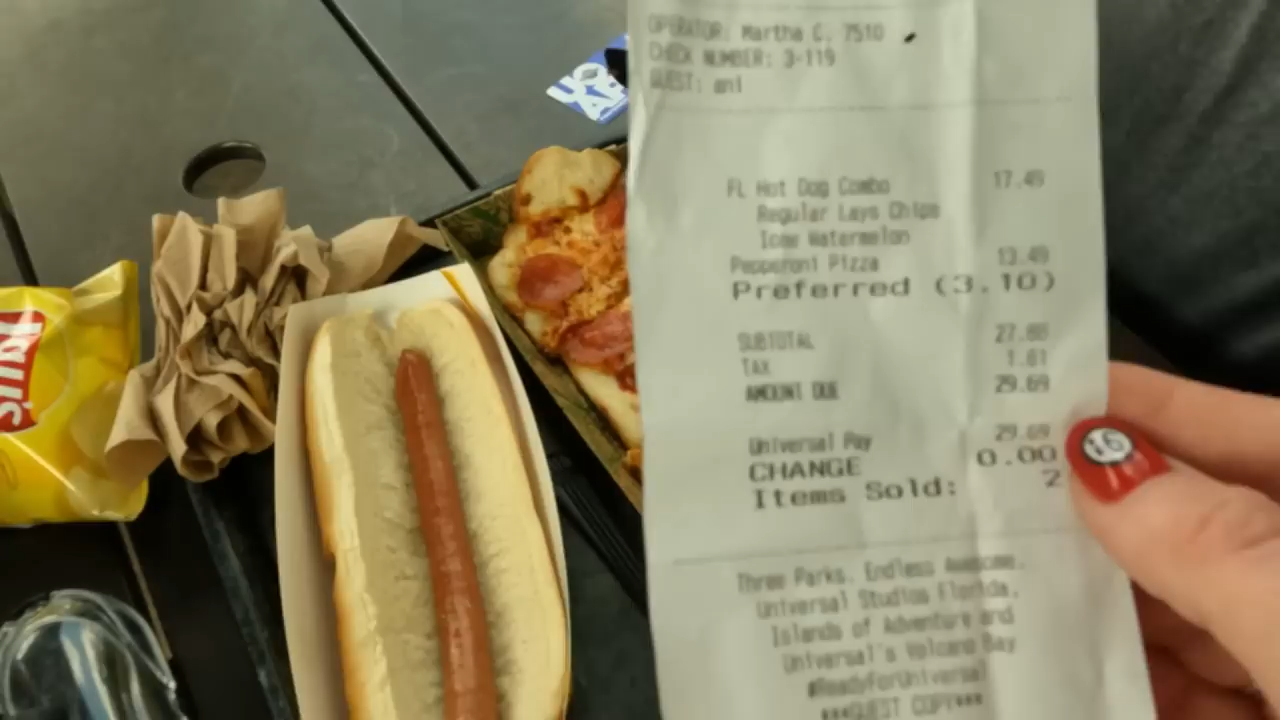 OPERATOR: Martha C. 7510
CHECK NUMBER: 3-119
GUEST: ani
FL Hot Dog Combo 17.49
Regular Lays Chips
Icee Watermelon
Pepperoni Pizza 13.49
Preferred (3.10)
SUBTOTAL 27.88
TAX 1.81
AMOUNT DUE 29.69
Universal Pay 29.69
CHANGE 0.00
Items Sold: 2
Three Parks. Endless Awesome.
Universal Studios Florida,
Islands of Adventure and
Universal's Volcano Bay
#ReadyForUniversal
***GUEST COPY***
Lay's